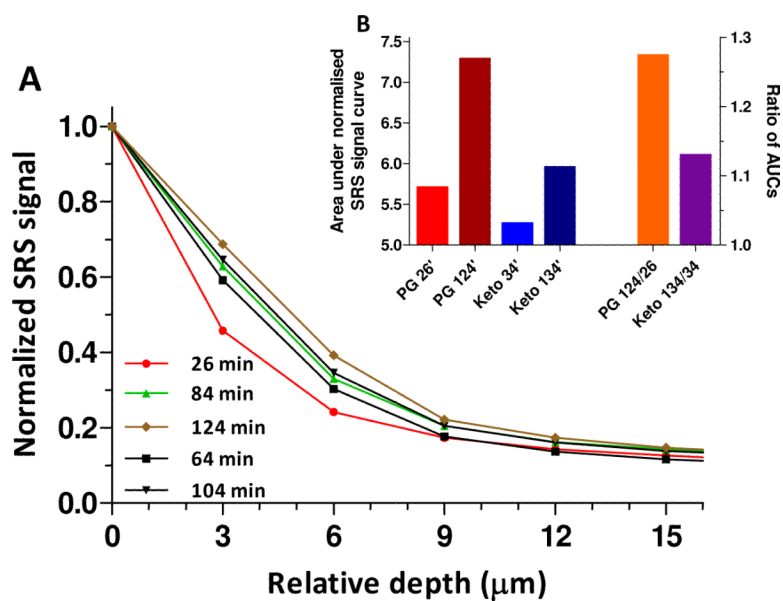 A
1.0
0.8
0.6
0.4
0.2
0.0
Normalized SRS signal
0
3
6
9
12
15
Relative depth (μm)
26 min
84 min
124 min
64 min
104 min
B
7.5
7.0
6.5
6.0
5.5
5.0
Area under normalised
SRS signal curve
1.3
1.2
1.1
1.0
Ratio of AUCs
PG 26'
PG 124'
Keto 34'
Keto 134'
PG 124/26
Keto 134/34